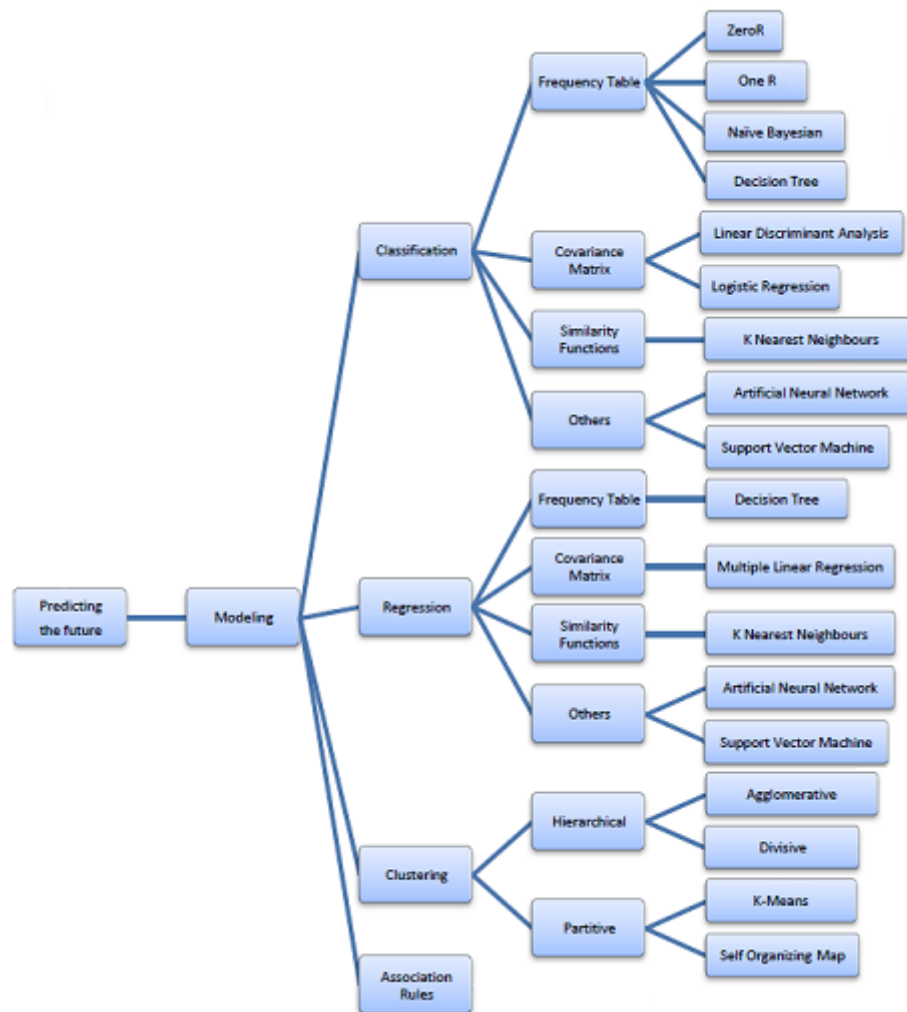 Predicting
the future
Modeling
Classification
Frequency Table
ZeroR
One R
Naïve Bayesian
Decision Tree
Covariance
Matrix
Linear Discriminant Analysis
Logistic Regression
Similarity
Functions
K Nearest Neighbours
Others
Artificial Neural Network
Support Vector Machine
Regression
Frequency Table
Decision Tree
Covariance
Matrix
Multiple Linear Regression
Similarity
Functions
K Nearest Neighbours
Others
Artificial Neural Network
Support Vector Machine
Clustering
Hierarchical
Agglomerative
Divisive
Partitive
K-Means
Self Organizing Map
Association
Rules